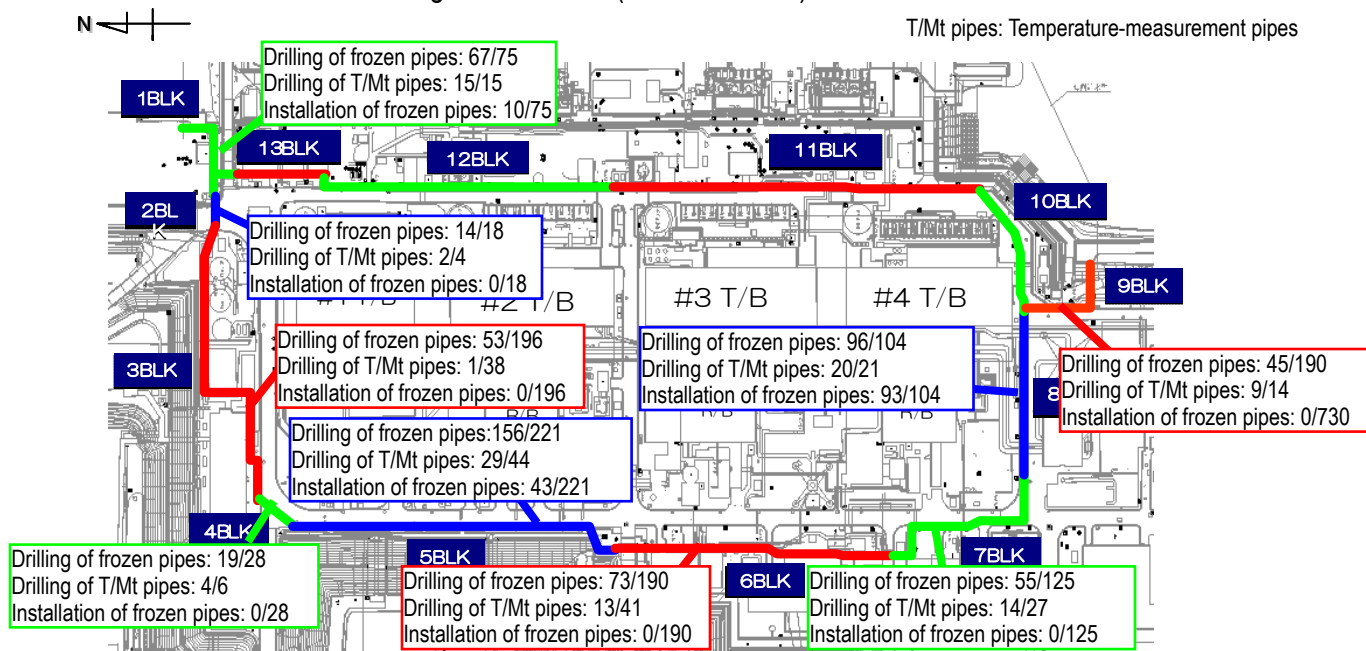 N
T/Mt pipes: Temperature-measurement pipes
Drilling of frozen pipes: 67/75
Drilling of T/Mt pipes: 15/15
Installation of frozen pipes: 10/75
1BLK
13BLK
12BLK
11BLK
10BLK
2BL
K
Drilling of frozen pipes: 14/18
Drilling of T/Mt pipes: 2/4
Installation of frozen pipes: 0/18
9BLK
#2 T/B
#3 T/B
#4 T/B
Drilling of frozen pipes: 53/196
Drilling of T/Mt pipes: 1/38
Installation of frozen pipes: 0/196
Drilling of frozen pipes: 96/104
Drilling of T/Mt pipes: 20/21
Installation of frozen pipes: 93/104
Drilling of frozen pipes: 45/190
Drilling of T/Mt pipes: 9/14
Installation of frozen pipes: 0/730
3BLK
8
R/B
R/B
R/B
Drilling of frozen pipes:156/221
Drilling of T/Mt pipes: 29/44
Installation of frozen pipes: 43/221
4BLK
5BLK
6BLK
7BLK
Drilling of frozen pipes: 19/28
Drilling of T/Mt pipes: 4/6
Installation of frozen pipes: 0/28
Drilling of frozen pipes: 73/190
Drilling of T/Mt pipes: 13/41
Installation of frozen pipes: 0/190
Drilling of frozen pipes: 55/125
Drilling of T/Mt pipes: 14/27
Installation of frozen pipes: 0/125